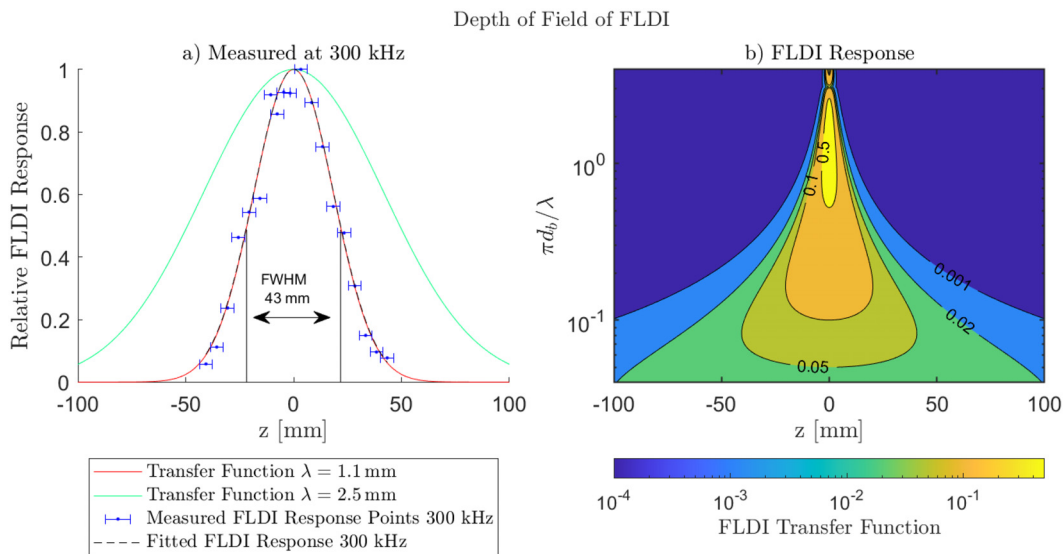 Depth of Field of FLDI
a) Measured at 300 kHz
Relative FLDI Response
1
0.8
0.6
0.4
0.2
0
FWHM
43 mm
-100
-50
0
50
100
z [mm]
Transfer Function λ = 1.1 mm
Transfer Function λ = 2.5 mm
Measured FLDI Response Points 300 kHz
Fitted FLDI Response 300 kHz
b) FLDI Response
πd_b/λ
10^0
10^-1
0.5
0.1
0.001
0.02
0.05
-100
-50
0
50
100
z [mm]
10^-4
10^-3
10^-2
10^-1
FLDI Transfer Function